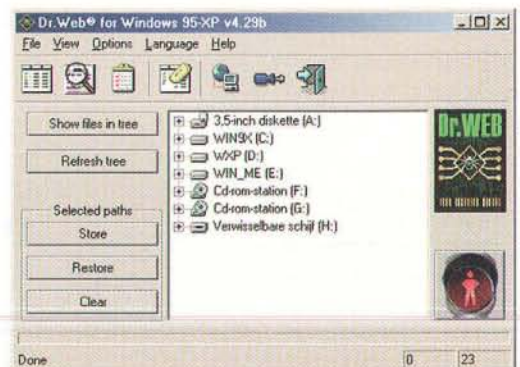 Dr.Web® for Windows 95-XP v4.29b
File View Options Language Help
Show files in tree
Refresh tree
Selected paths
Store
Restore
Clear
3,5-inch diskette (A:)
WIN9X (C:)
WXP (D:)
WIN_ME (E:)
Cd-rom-station (F:)
Cd-rom-station (G:)
Verwisselbare schijf (H:)
Dr.WEB
Done 0 23